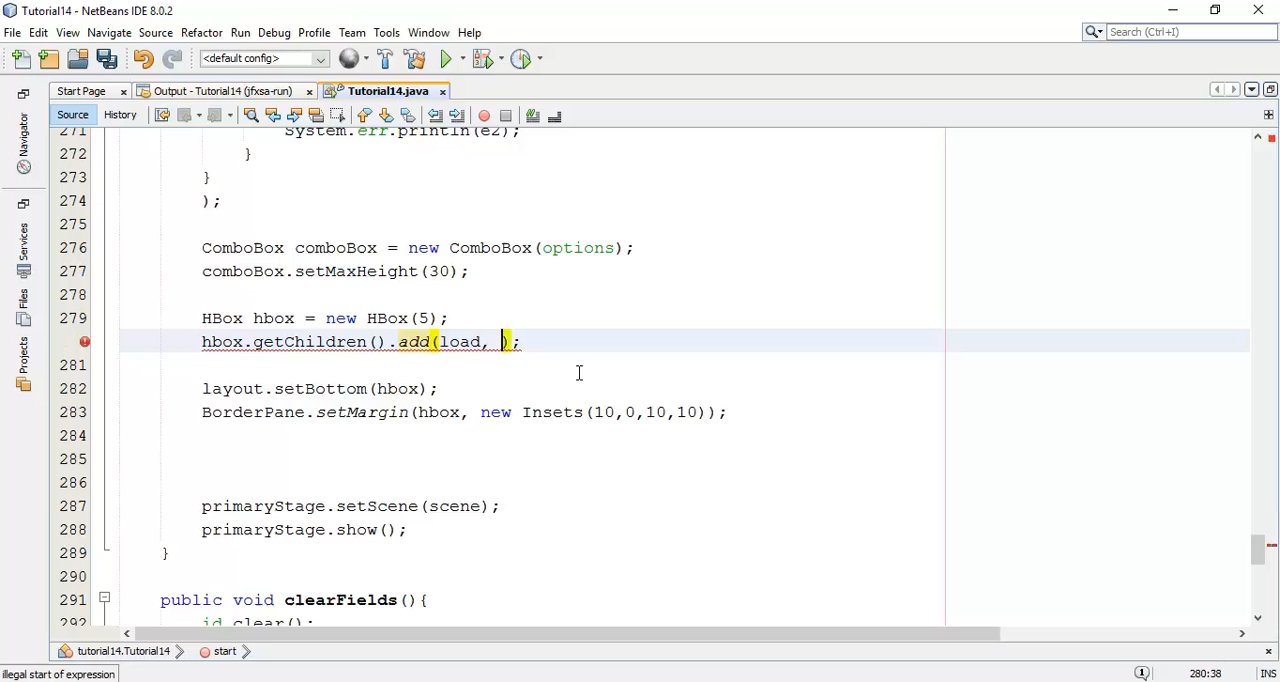 Tutorial14 - NetBeans IDE 8.0.2
File Edit View Navigate Source Refactor Run Debug Profile Team Tools Window Help
Search (Ctrl+I)
<default config>
Start Page Output - Tutorial14 (jfxsa-run) Tutorial14.java
Source History
Navigator
Services
Files
Projects
271 System.err.println(e2);
272 }
273 }
274 );
275
276 ComboBox comboBox = new ComboBox(options);
277 comboBox.setMaxHeight(30);
278
279 HBox hbox = new HBox(5);
hbox.getChildren().add(load, );
281
282 layout.setBottom(hbox);
283 BorderPane.setMargin(hbox, new Insets(10,0,10,10));
284
285
286
287 primaryStage.setScene(scene);
288 primaryStage.show();
289 }
290
291 public void clearFields(){
292 id.clear();
tutorial14.Tutorial14 start
illegal start of expression
1 280:38 INS